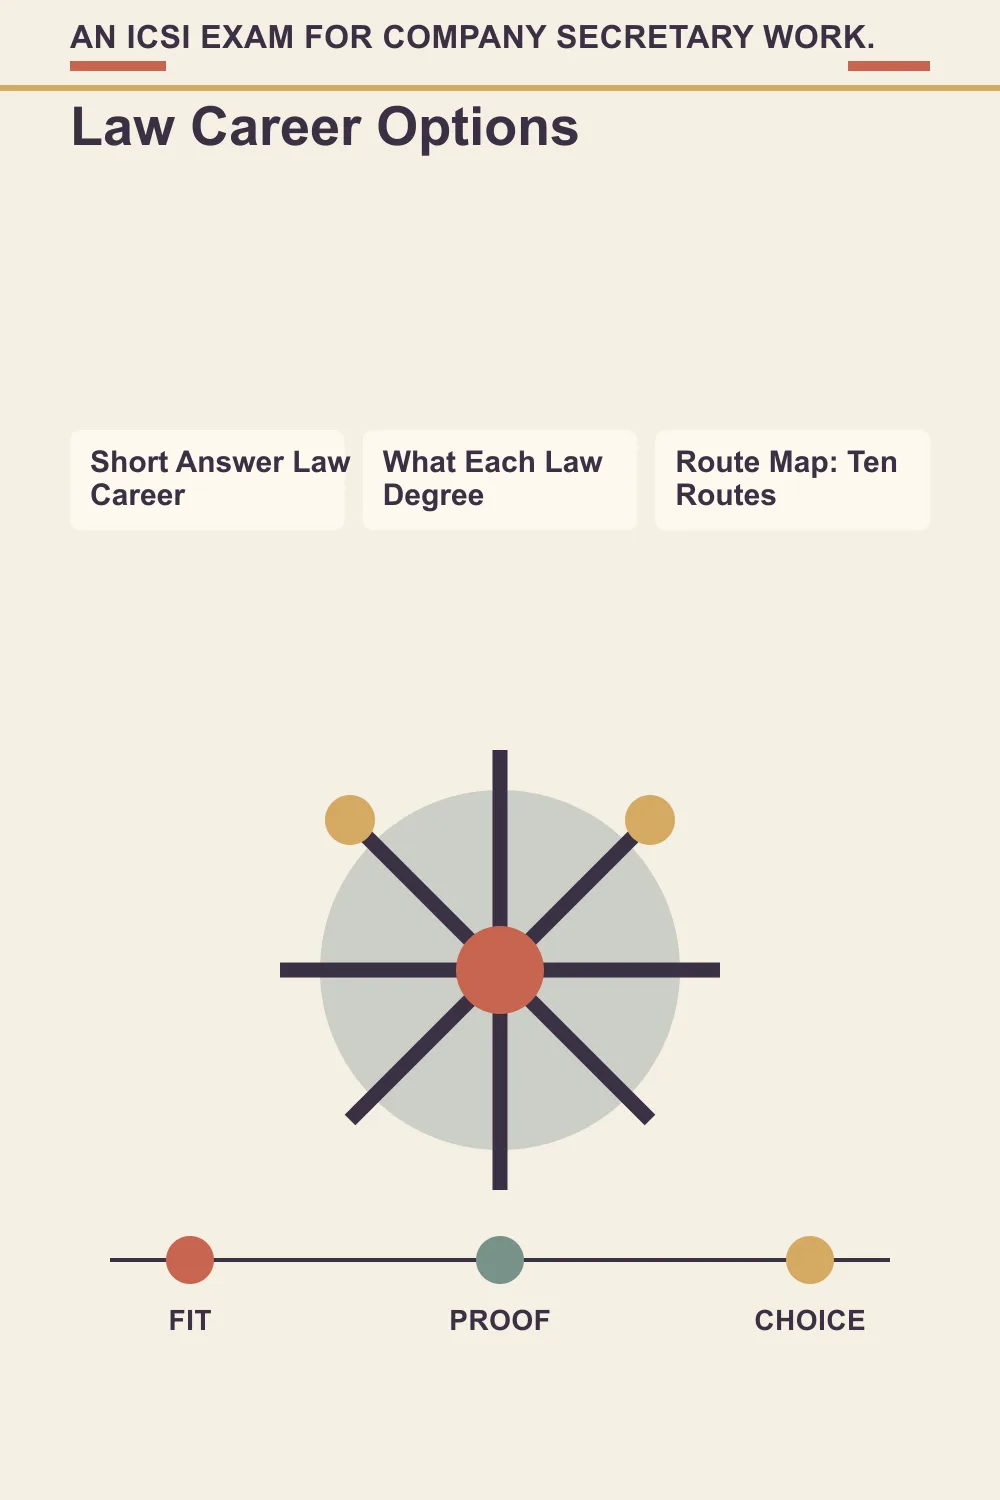 AN ICSI EXAM FOR COMPANY SECRETARY WORK.
Law Career Options
Short Answer Law
Career
What Each Law
Degree
Route Map: Ten
Routes
FIT
PROOF
CHOICE